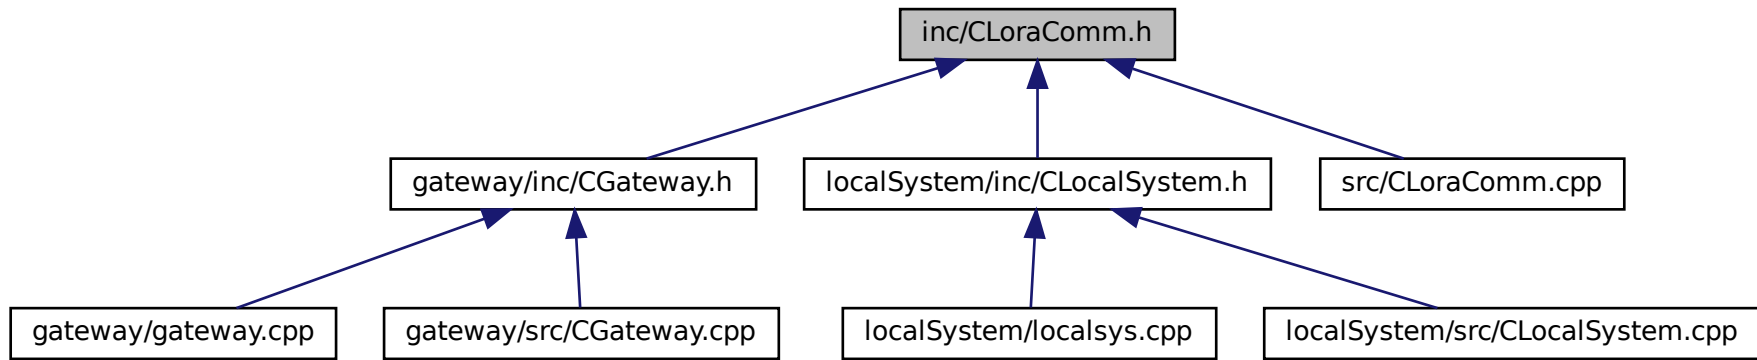 inc/CLoraComm.h
gateway/inc/CGateway.h
localSystem/inc/CLocalSystem.h
src/CLoraComm.cpp
gateway/gateway.cpp
gateway/src/CGateway.cpp
localSystem/localsys.cpp
localSystem/src/CLocalSystem.cpp